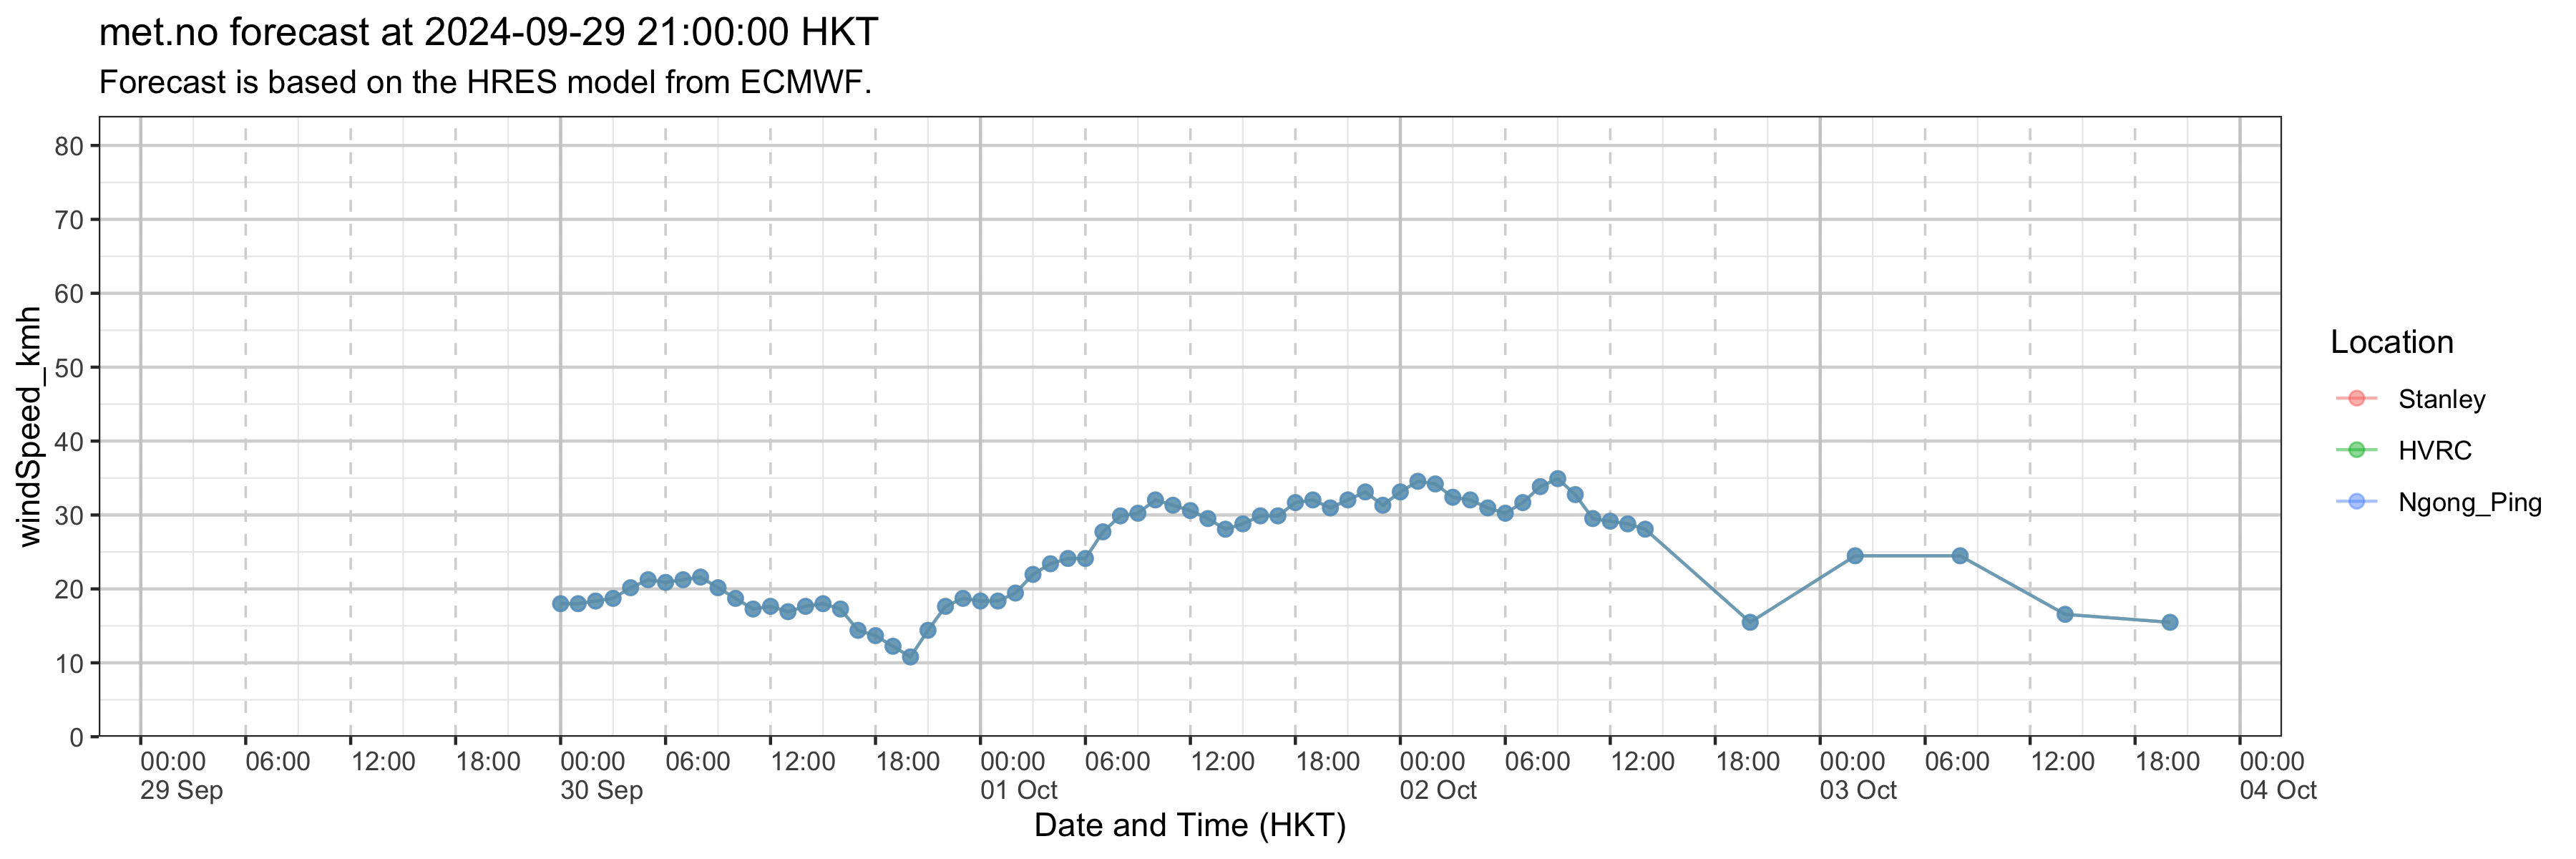 met.no forecast at 2024-09-29 21:00:00 HKT
Forecast is based on the HRES model from ECMWF.
windSpeed_kmh
80
70
60
50
40
30
20
10
0
00:00 06:00 12:00 18:00 00:00 06:00 12:00 18:00 00:00 06:00 12:00 18:00 00:00 06:00 12:00 18:00 00:00 06:00 12:00 18:00 00:00
29 Sep 30 Sep 01 Oct 02 Oct 03 Oct 04 Oct
Date and Time (HKT)
Location
Stanley
HVRC
Ngong_Ping